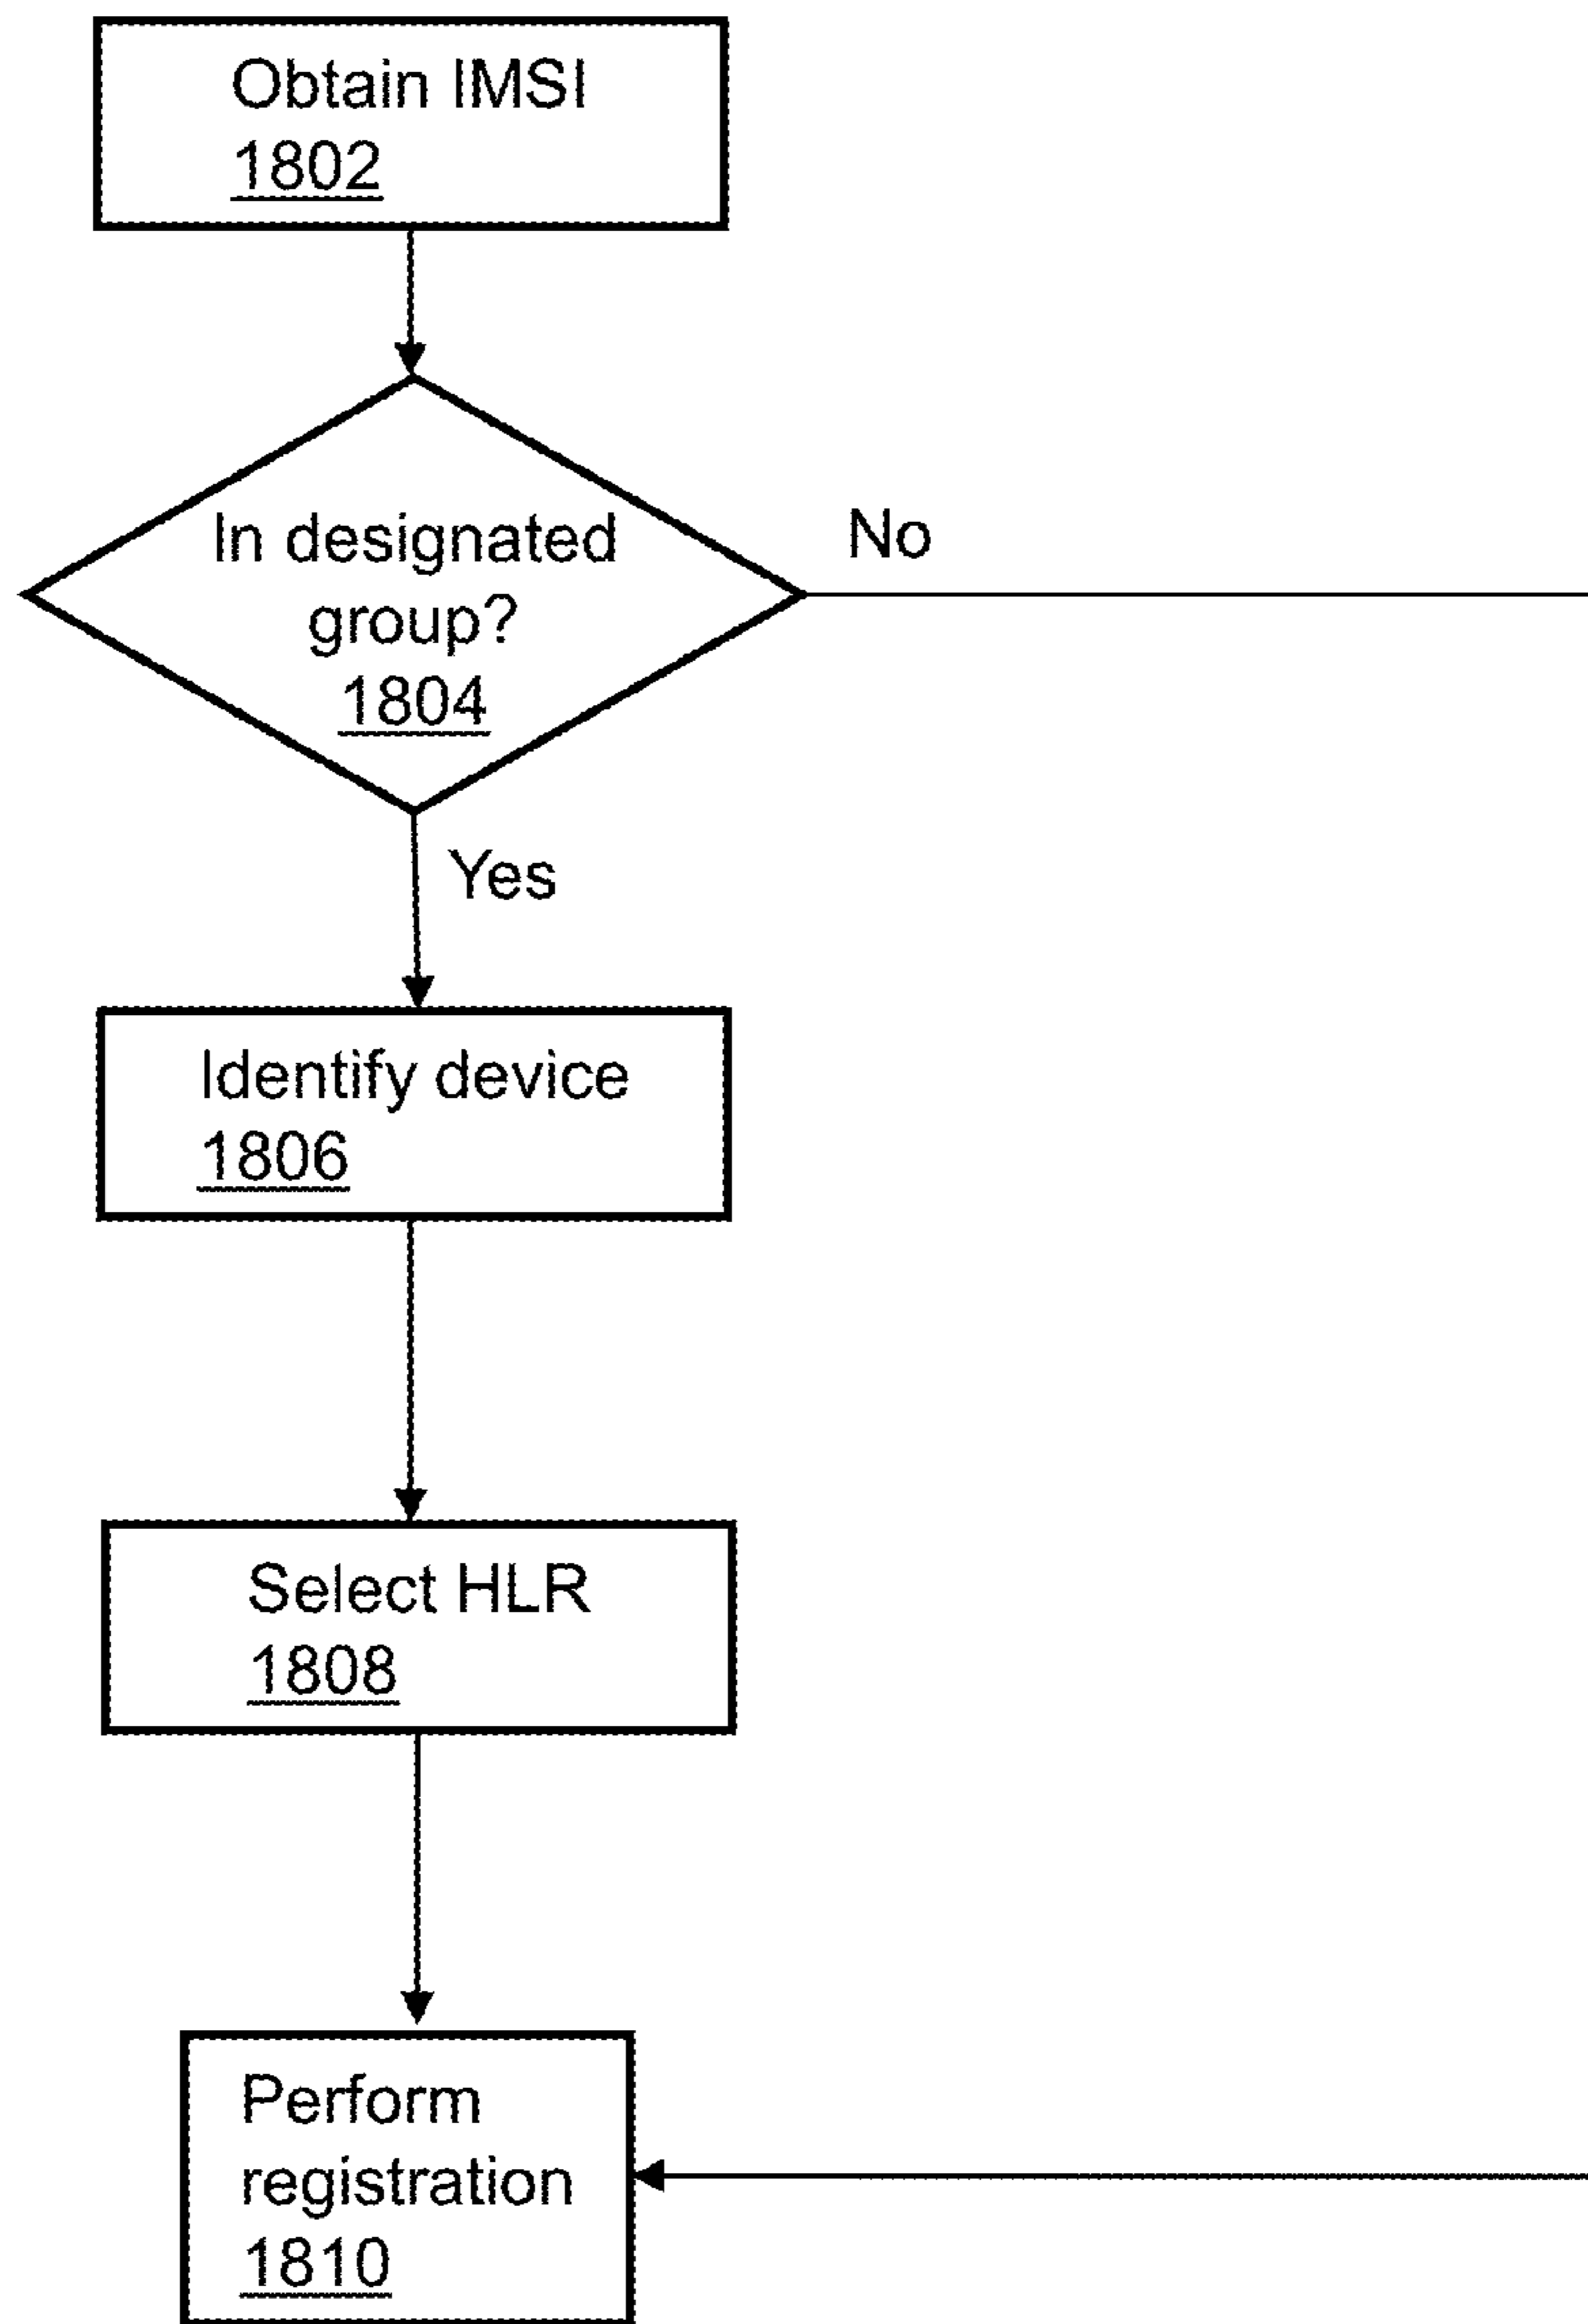 Obtain IMSI
1802
In designated
group?
1804
No
Yes
Identify device
1806
Select HLR
1808
Perform
registration
1810